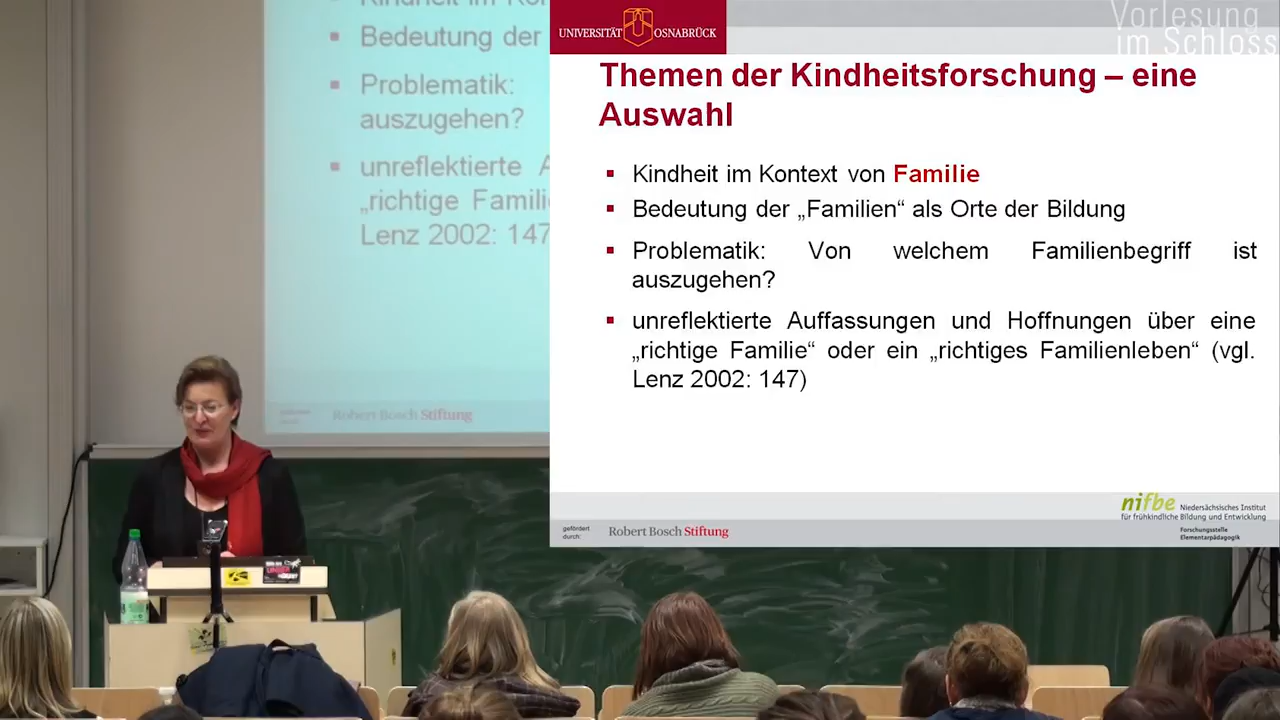 Kindheit im Kon
Bedeutung der
Problematik:
auszugehen?
unreflektierte A
„richtige Famili
Lenz 2002: 147
Robert Bosch Stiftung
UNIVERSITÄT OSNABRÜCK
Vorlesung
im Schloss
Themen der Kindheitsforschung – eine
Auswahl
▪ Kindheit im Kontext von Familie
▪ Bedeutung der „Familien“ als Orte der Bildung
▪ Problematik: Von welchem Familienbegriff ist
auszugehen?
▪ unreflektierte Auffassungen und Hoffnungen über eine
„richtige Familie“ oder ein „richtiges Familienleben“ (vgl.
Lenz 2002: 147)
gefördert
durch:
Robert Bosch Stiftung
nifbe Niedersächsisches Institut
für frühkindliche Bildung und Entwicklung
Forschungsstelle
Elementarpädagogik